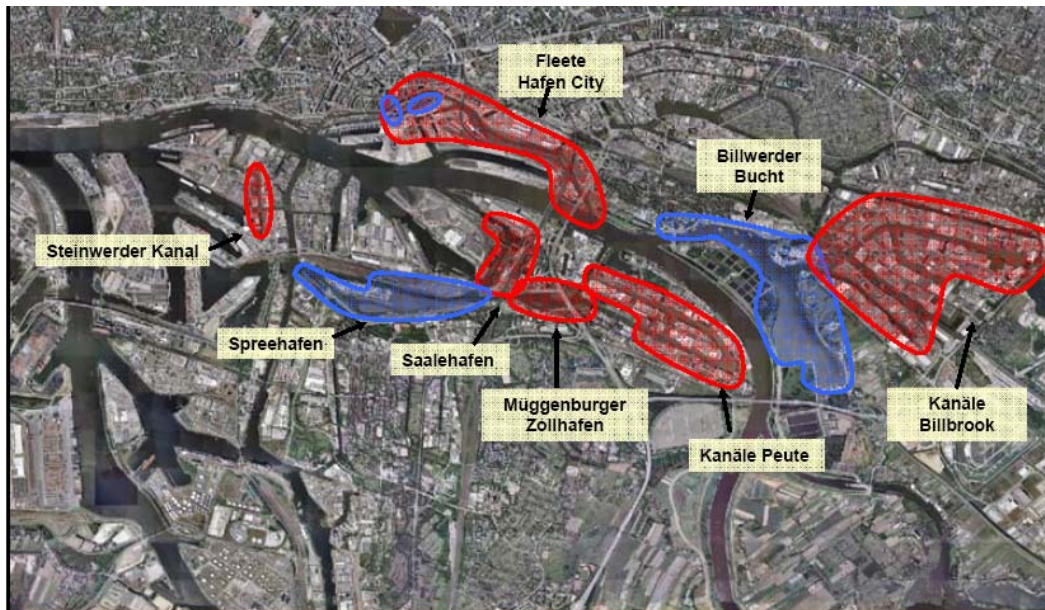 Fleete
Hafen City
Billwerder
Bucht
Steinwerder Kanal
Spreehafen
Saalehafen
Müggenburger
Zollhafen
Kanäle Peute
Kanäle
Billbrook